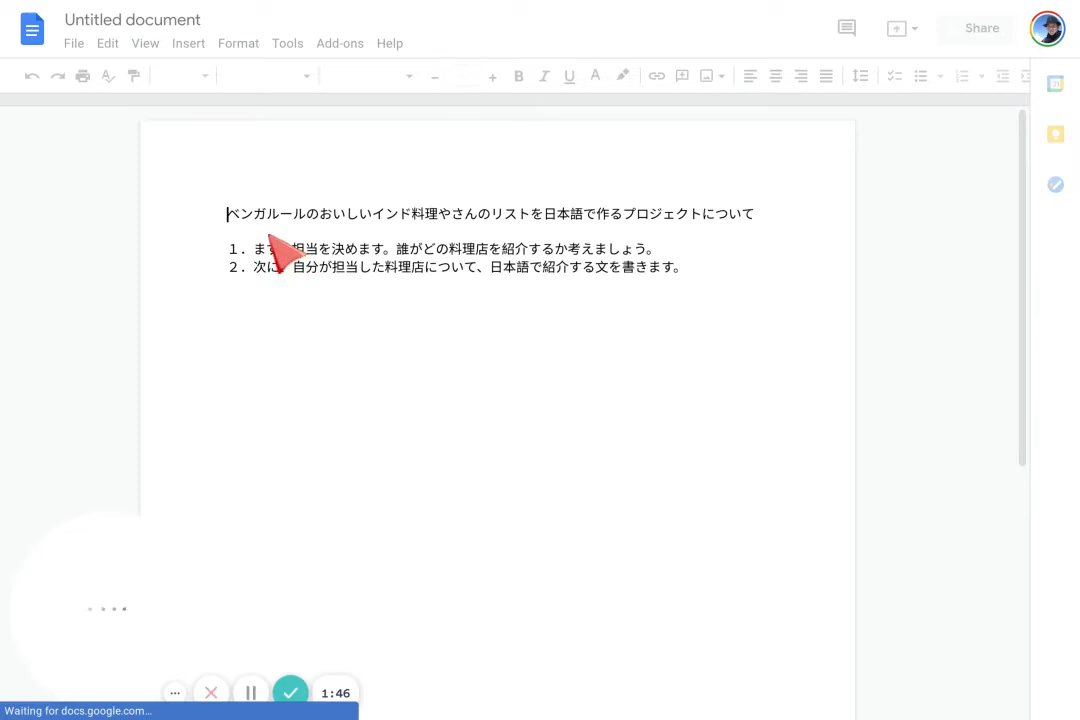 Untitled document
File Edit View Insert Format Tools Add-ons Help
Share
ベンガルールのおいしいインド料理やさんのリストを日本語で作るプロジェクトについて
１．まず 担当を決めます。誰がどの料理店を紹介するか考えましょう。
２．次に、自分が担当した料理店について、日本語で紹介する文を書きます。
1:46
Waiting for docs.google.com…